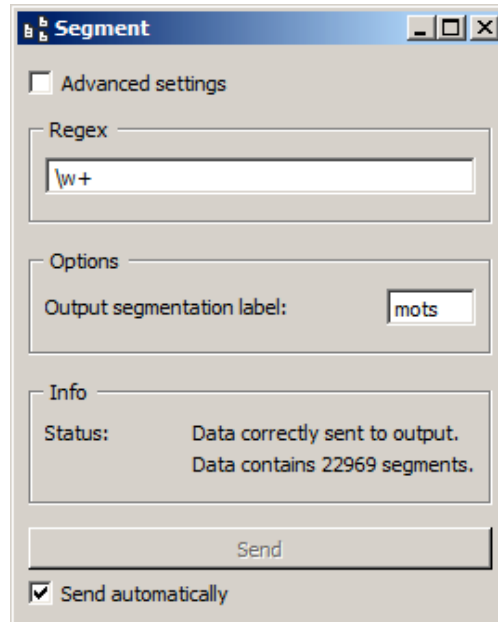 Segment
Advanced settings
Regex
\w+
Options
Output segmentation label: mots
Info
Status: Data correctly sent to output.
Data contains 22969 segments.
Send
Send automatically